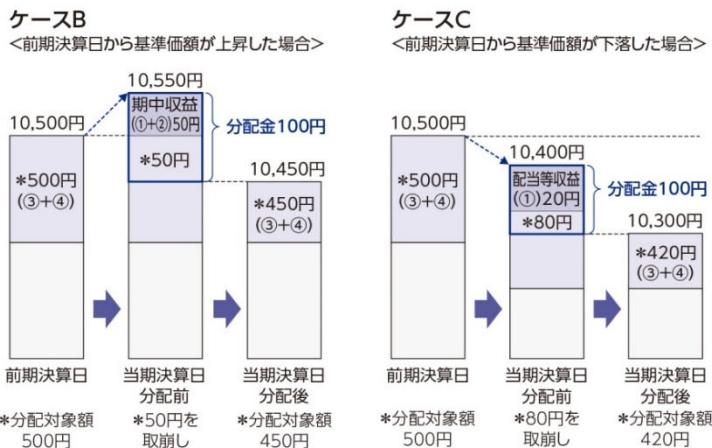 ケースB
<前期決算日から基準価額が上昇した場合>
10,550円
10,500円
期中収益
(①+②)50円
分配金100円
*50円
10,450円
*500円
(③+④)
*450円
(③+④)
前期決算日
当期決算日
分配前
当期決算日
分配後
*分配対象額
500円
*50円を
取崩し
*分配対象額
450円
ケースC
<前期決算日から基準価額が下落した場合>
10,500円
10,400円
*500円
(③+④)
配当等収益
(①)20円
分配金100円
*80円
10,300円
*420円
(③+④)
前期決算日
当期決算日
分配前
当期決算日
分配後
*分配対象額
500円
*80円を
取崩し
*分配対象額
420円